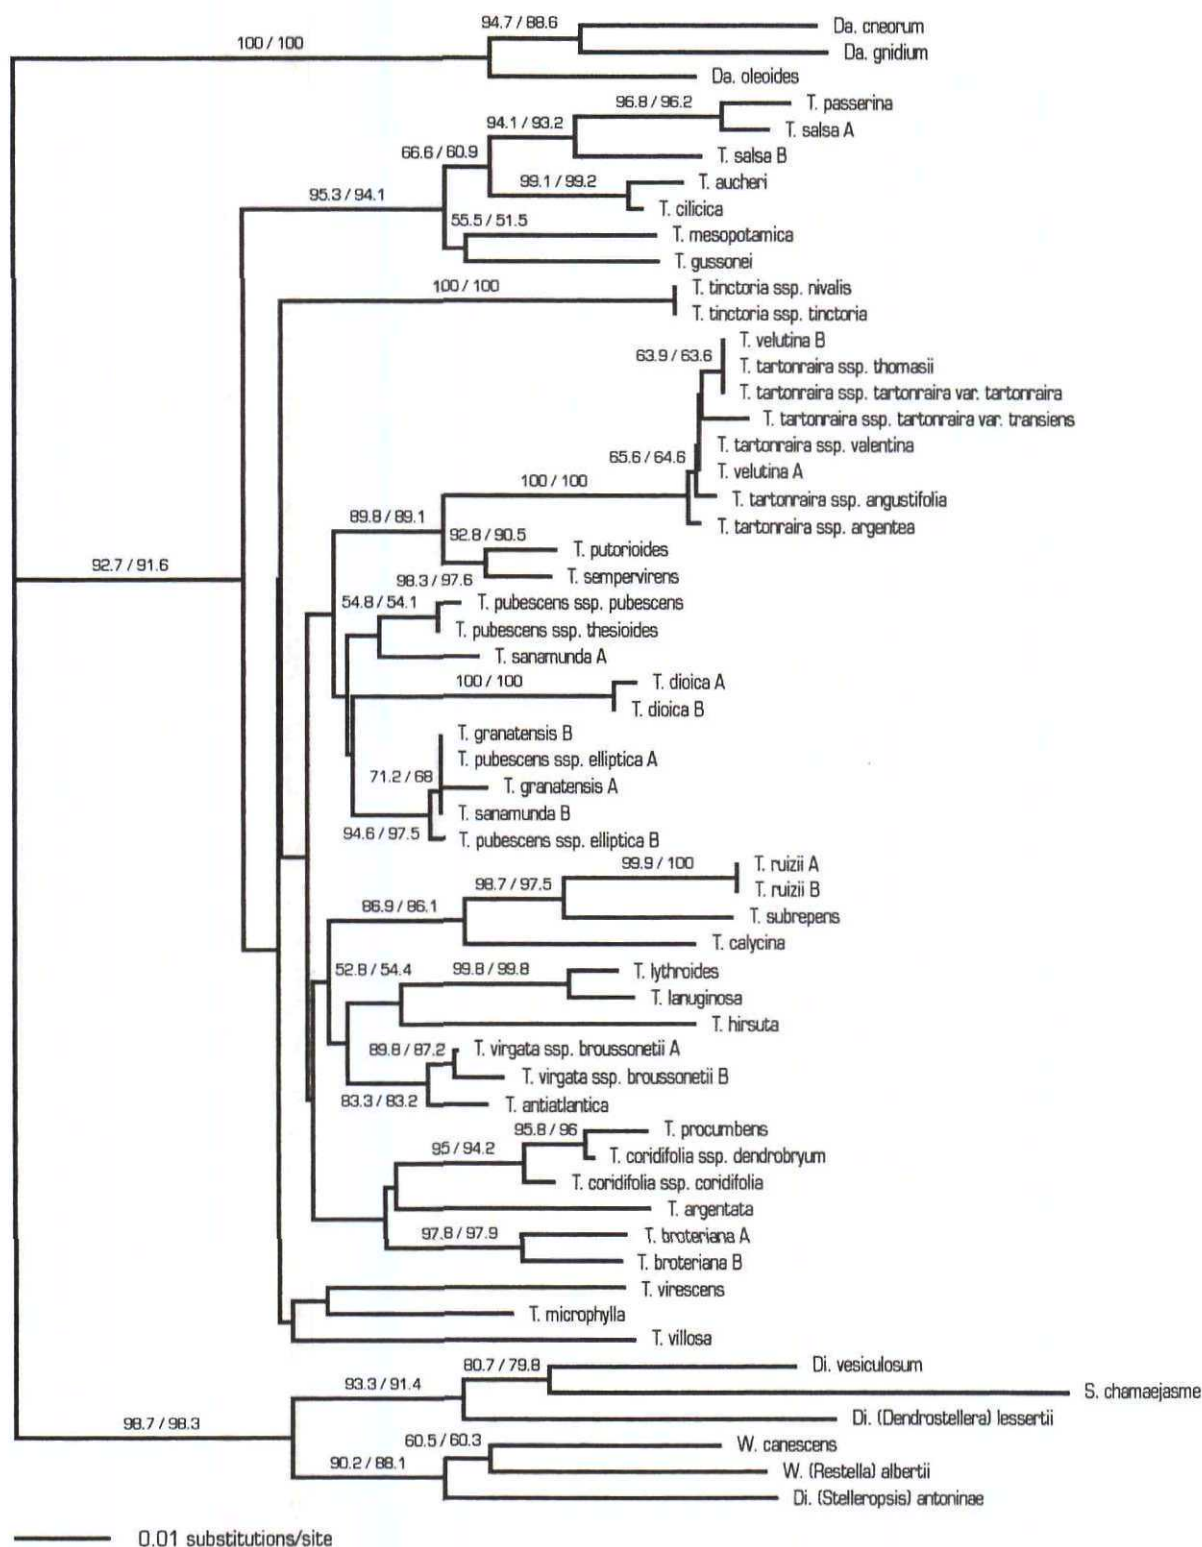 94.7 / 88.6
Da. cneorum
100 / 100
Da. gnidium
Da. oleoides
96.8 / 96.2
T. passerina
94.1 / 93.2
T. salsa A
66.6 / 60.9
T. salsa B
99.1 / 99.2
T. aucheri
95.3 / 94.1
T. cilicica
55.5 / 51.5
T. mesopotamica
T. gussonei
100 / 100
T. tinctoria ssp. nivalis
T. tinctoria ssp. tinctoria
T. velutina B
63.9 / 63.6
T. tartonraira ssp. thomasii
T. tartonraira ssp. tartonraira var. tartonraira
T. tartonraira ssp. tartonraira var. transiens
T. tartonraira ssp. valentina
65.6 / 64.6
T. velutina A
100 / 100
T. tartonraira ssp. angustifolia
89.8 / 89.1
T. tartonraira ssp. argentea
92.8 / 90.5
T. putorioides
92.7 / 91.6
T. sempervirens
98.3 / 97.6
54.8 / 54.1
T. pubescens ssp. pubescens
T. pubescens ssp. thesioides
T. sanamunda A
100 / 100
T. dioica A
T. dioica B
T. granatensis B
T. pubescens ssp. elliptica A
71.2 / 68
T. granatensis A
T. sanamunda B
94.6 / 97.5
T. pubescens ssp. elliptica B
99.9 / 100
T. ruizii A
98.7 / 97.5
T. ruizii B
86.9 / 86.1
T. subrepens
T. calycina
52.8 / 54.4
99.8 / 99.8
T. lythroides
T. lanuginosa
T. hirsuta
89.8 / 87.2
T. virgata ssp. broussonetii A
T. virgata ssp. broussonetii B
83.3 / 83.2
T. antiatlantica
95.8 / 96
T. procumbens
95 / 94.2
T. coridifolia ssp. dendrobryum
T. coridifolia ssp. coridifolia
T. argentata
97.8 / 97.9
T. broteriana A
T. broteriana B
T. virescens
T. microphylla
T. villosa
80.7 / 79.8
Di. vesiculosum
93.3 / 91.4
S. chamaejasme
98.7 / 98.3
Di. (Dendrostellera) lessertii
60.5 / 60.3
W. canescens
90.2 / 88.1
W. (Restella) albertii
Di. (Stelleropsis) antoninae
0.01 substitutions/site